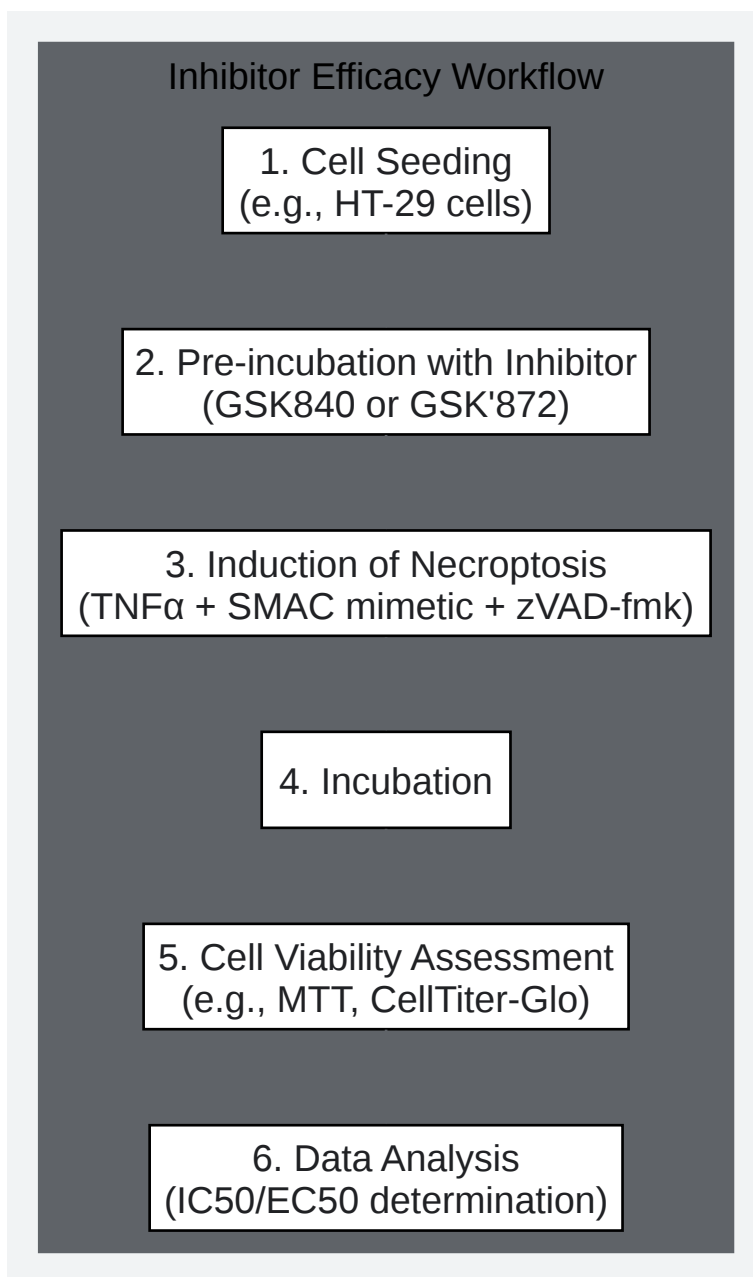 Inhibitor Efficacy Workflow
1. Cell Seeding
(e.g., HT-29 cells)
2. Pre-incubation with Inhibitor
(GSK840 or GSK'872)
3. Induction of Necroptosis
(TNFα + SMAC mimetic + zVAD-fmk)
4. Incubation
5. Cell Viability Assessment
(e.g., MTT, CellTiter-Glo)
6. Data Analysis
(IC50/EC50 determination)